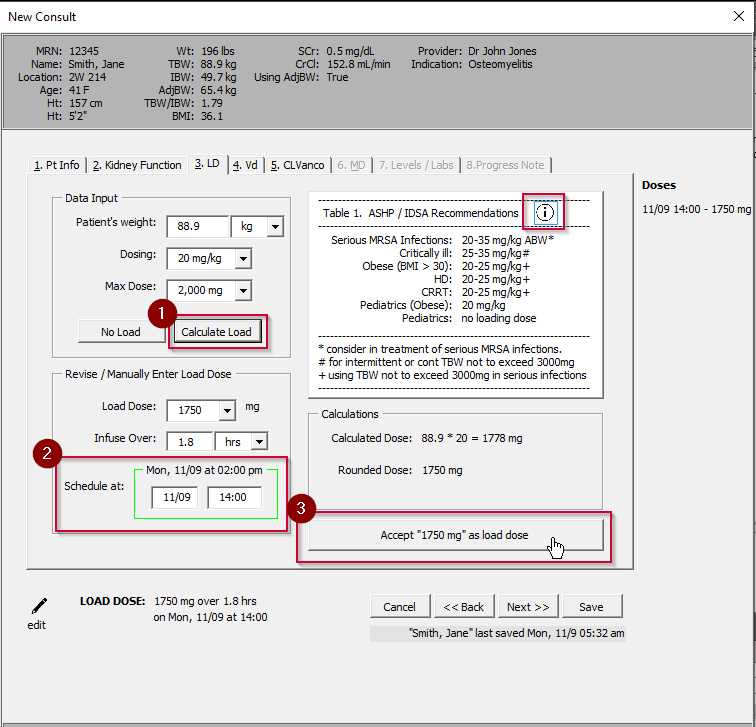 New Consult
MRN: 12345
Name: Smith, Jane
Location: 2W 214
Age: 41 F
Ht: 157 cm
Ht: 5'2"
Wt: 196 lbs
TBW: 88.9 kg
IBW: 49.7 kg
AdjBW: 65.4 kg
TBW/IBW: 1.79
BMI: 36.1
SCr: 0.5 mg/dL
CrCl: 152.8 mL/min
Using AdjBW: True
Provider: Dr John Jones
Indication: Osteomyelitis
1. Pt Info 2. Kidney Function 3. LD 4. Vd 5. CLVanco 6. MD 7. Levels / Labs 8.Progress Note
Data Input
Patient's weight: 88.9 kg
Dosing: 20 mg/kg
Max Dose: 2,000 mg
1
No Load Calculate Load
Revise / Manually Enter Load Dose
Load Dose: 1750 mg
Infuse Over: 1.8 hrs
2
Mon, 11/09 at 02:00 pm
Schedule at: 11/09 14:00
Table 1. ASHP / IDSA Recommendations
Serious MRSA Infections: 20-35 mg/kg ABW*
Critically ill: 25-35 mg/kg#
Obese (BMI > 30): 20-25 mg/kg+
HD: 20-25 mg/kg+
CRRT: 20-25 mg/kg+
Pediatrics (Obese): 20 mg/kg
Pediatrics: no loading dose
* consider in treatment of serious MRSA infections.
# for intermittent or cont TBW not to exceed 3000mg
+ using TBW not to exceed 3000mg in serious infections
Calculations
Calculated Dose: 88.9 * 20 = 1778 mg
Rounded Dose: 1750 mg
3
Accept "1750 mg" as load dose
Doses
11/09 14:00 - 1750 mg
edit
LOAD DOSE: 1750 mg over 1.8 hrs
on Mon, 11/09 at 14:00
Cancel << Back Next >> Save
"Smith, Jane" last saved Mon, 11/9 05:32 am